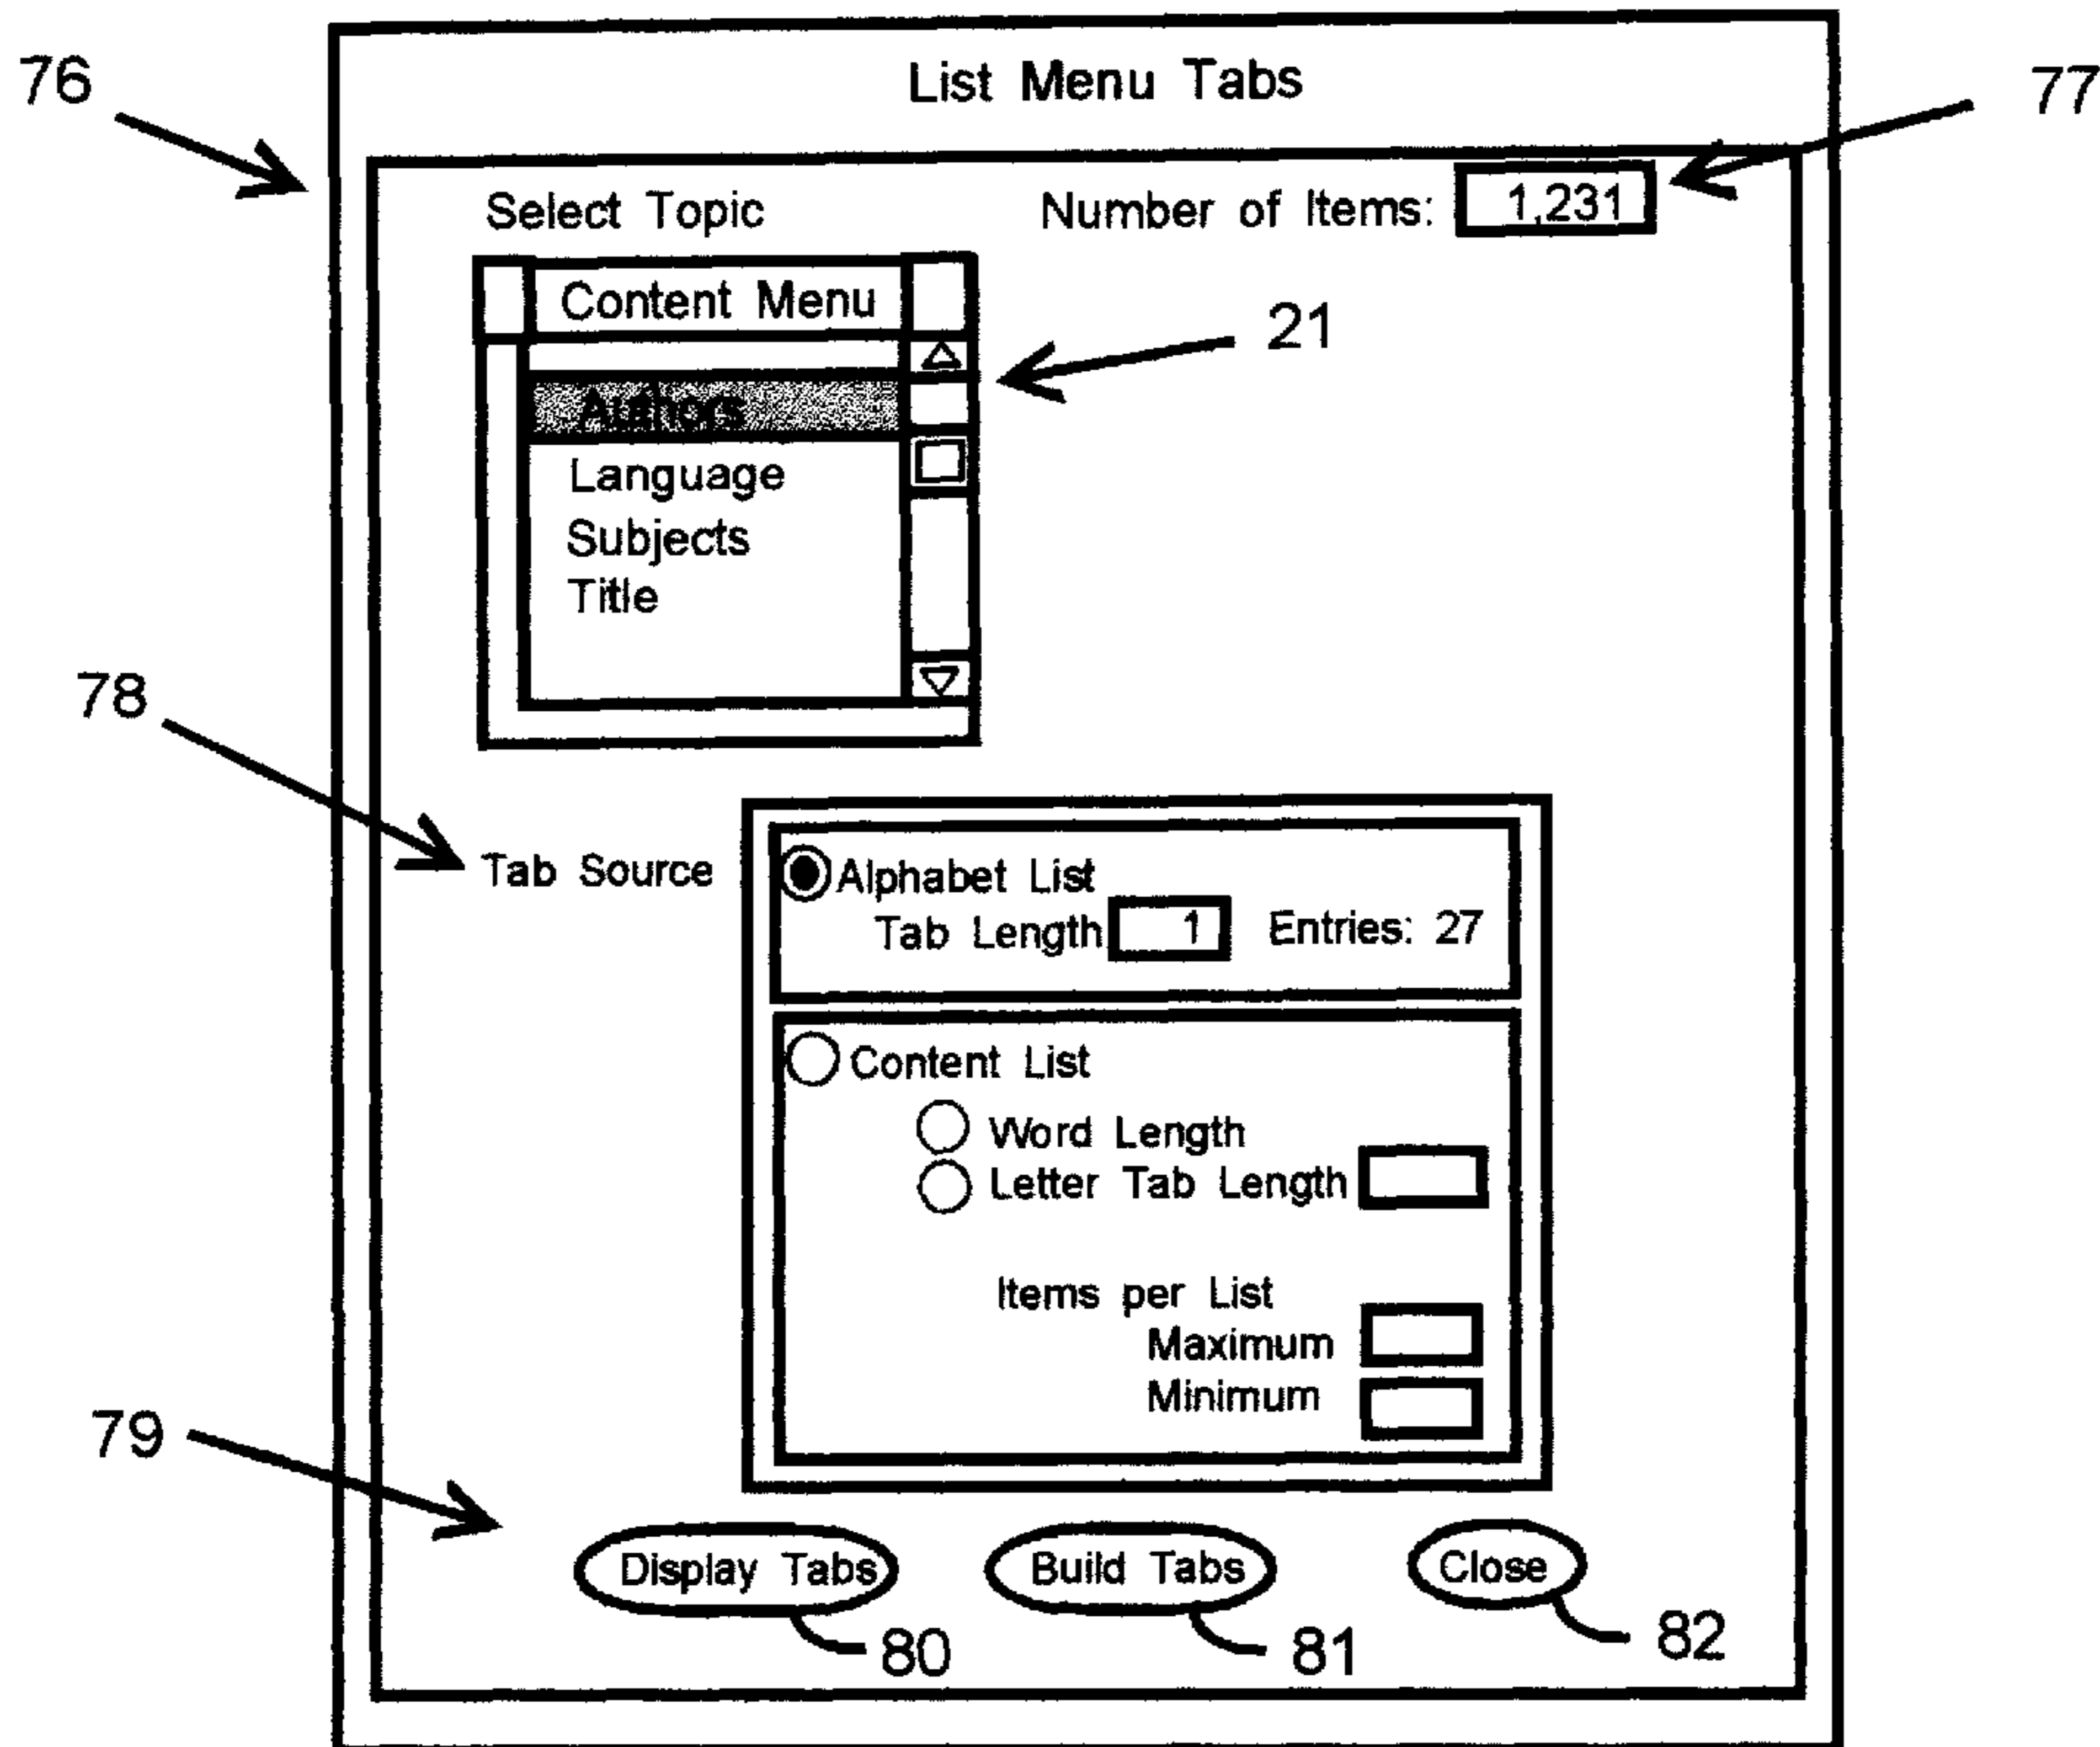 List Menu Tabs
76
77
Select Topic
Number of Items: 1,231
Content Menu
21
Authors
Language
Subjects
Title
78
Tab Source
Alphabet List
Tab Length 1 Entries: 27
Content List
Word Length
Letter Tab Length
Items per List
Maximum
Minimum
79
Display Tabs
Build Tabs
Close
80
81
82